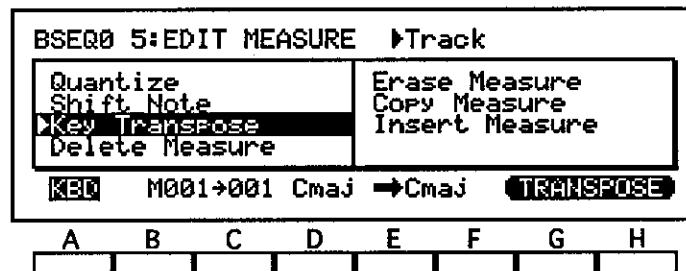 BSEQ0 5:EDIT MEASURE ▶Track
Quantize
Shift Note
▶Key Transpose
Delete Measure
Erase Measure
Copy Measure
Insert Measure
KBD M001→001 Cmaj ➡Cmaj TRANSPOSE
A B C D E F G H